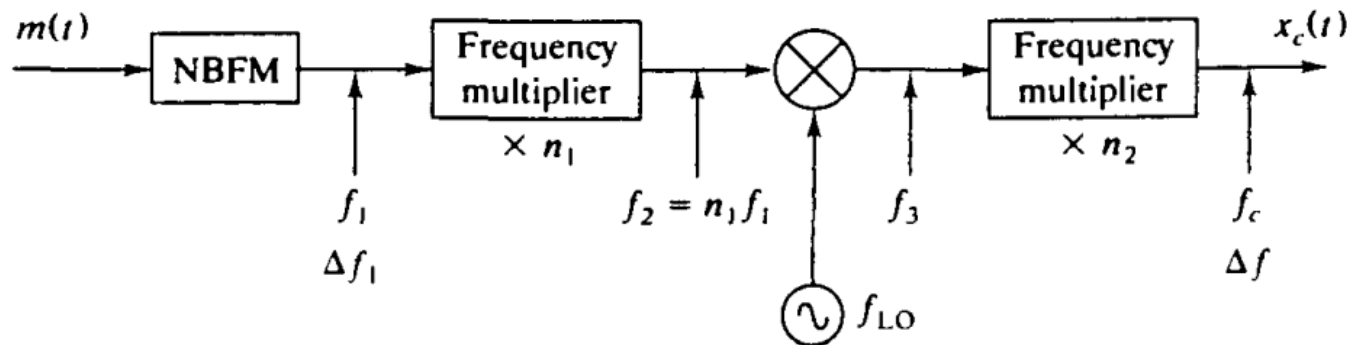 m(t)
NBFM
Frequency
multiplier
× n₁
Frequency
multiplier
× n₂
x_c(t)
f₁
Δf₁
f₂ = n₁f₁
f₃
f_c
Δf
f_LO